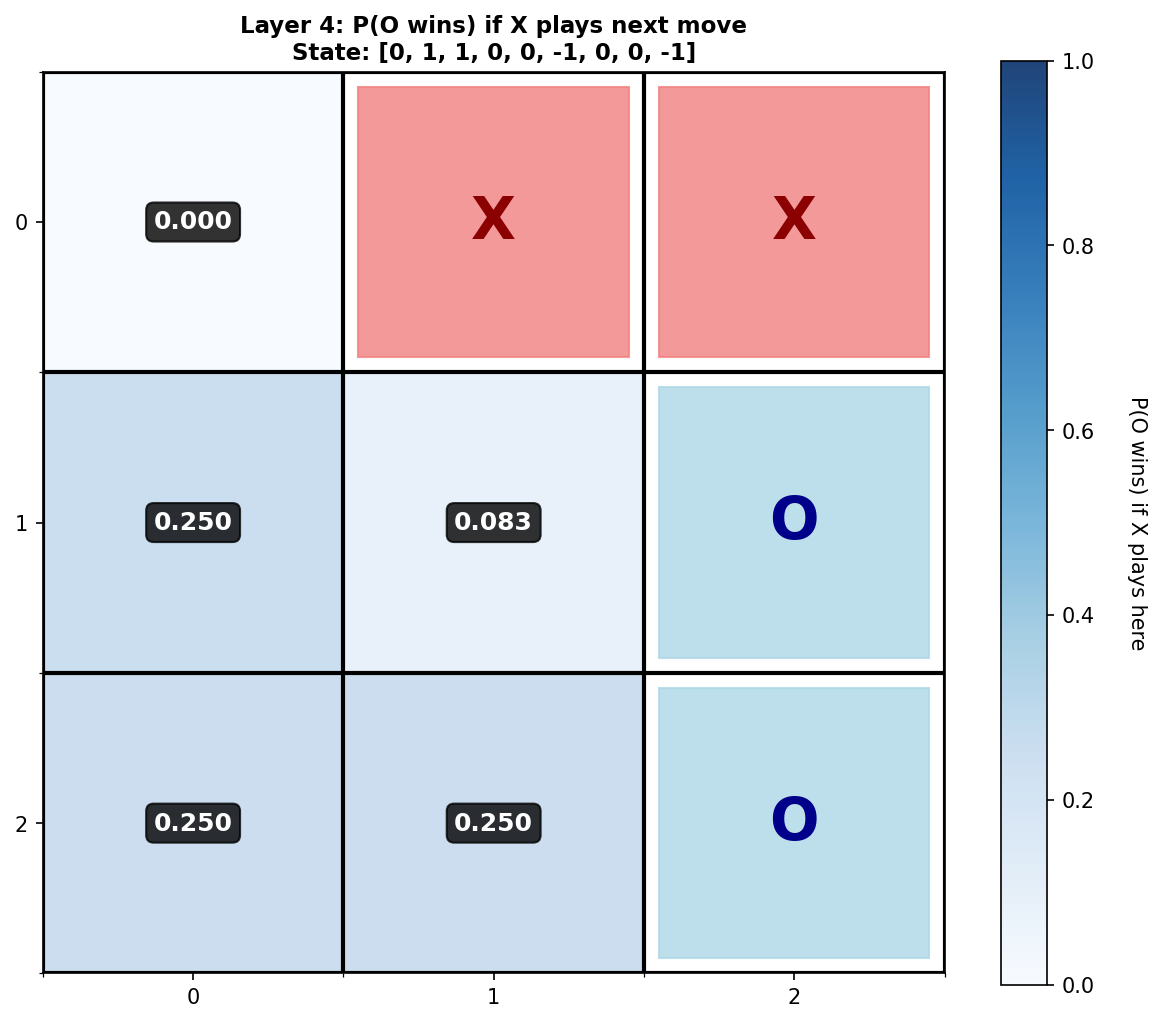 Layer 4: P(O wins) if X plays next move
State: [0, 1, 1, 0, 0, -1, 0, 0, -1]
0
0.000
X
X
1
0.250
0.083
O
2
0.250
0.250
O
0
1
2
1.0
0.8
0.6
0.4
0.2
0.0
P(O wins) if X plays here